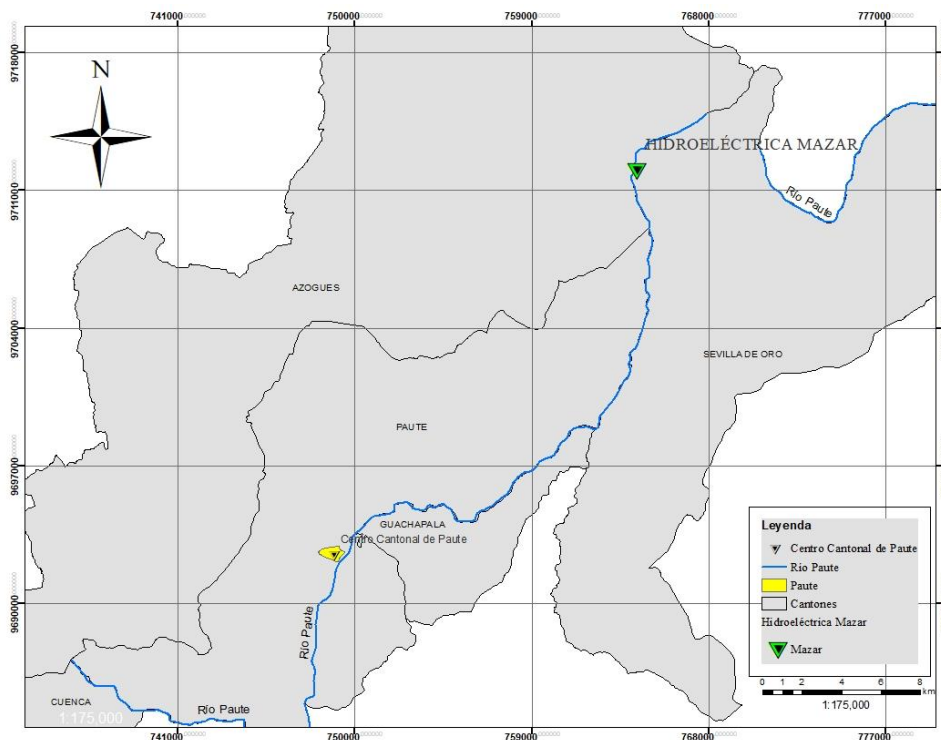 741000 750000 759000 768000 777000
9718000
9711000
9704000
9697000
9690000
N
HIDROELÉCTRICA MAZAR
Río Paute
AZOGUES
SEVILLA DE ORO
PAUTE
GUACHAPALA
Centro Cantonal de Paute
Río Paute
CUENCA
Río Paute
1:175,000
Leyenda
Centro Cantonal de Paute
Río Paute
Paute
Cantones
Hidroeléctrica Mazar
Mazar
0 1 2 4 6 8
km
1:175,000
741000 750000 759000 768000 777000